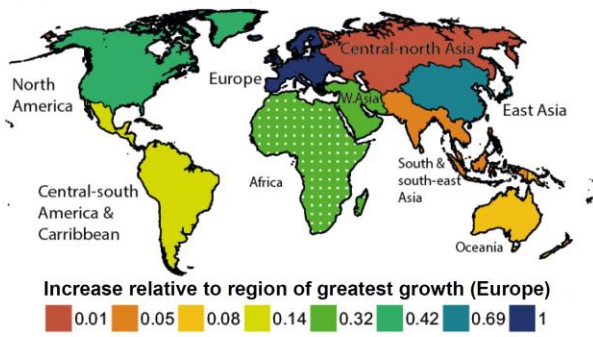 Central-north Asia
North
America
Europe
W.Asia
East Asia
Africa
South &
south-east
Asia
Central-south
America &
Carribbean
Oceania
Increase relative to region of greatest growth (Europe)
0.01 0.05 0.08 0.14 0.32 0.42 0.69 1